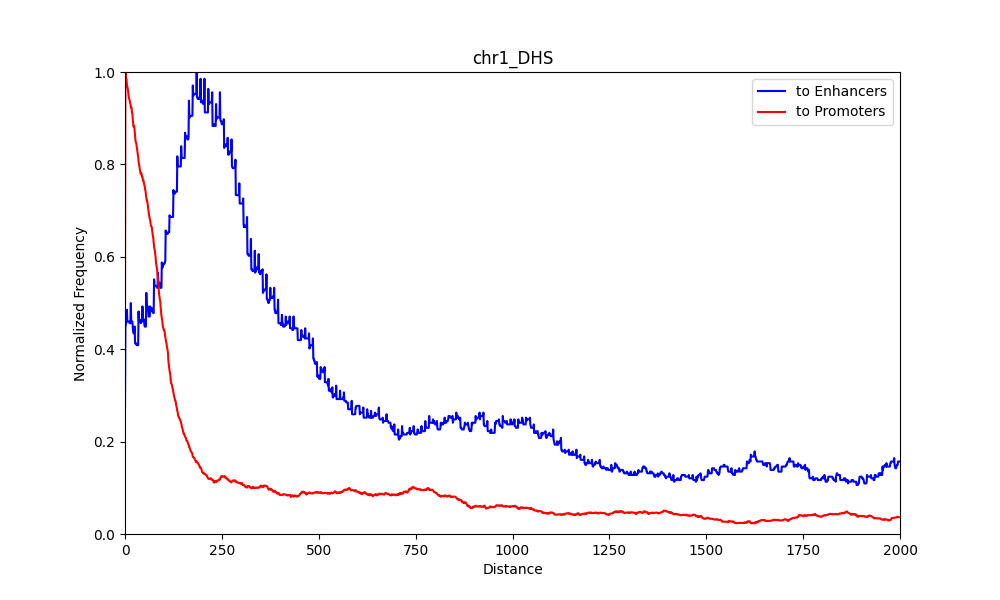 chr1_DHS
to Enhancers
to Promoters
Normalized Frequency
1.0
0.8
0.6
0.4
0.2
0.0
0 250 500 750 1000 1250 1500 1750 2000
Distance